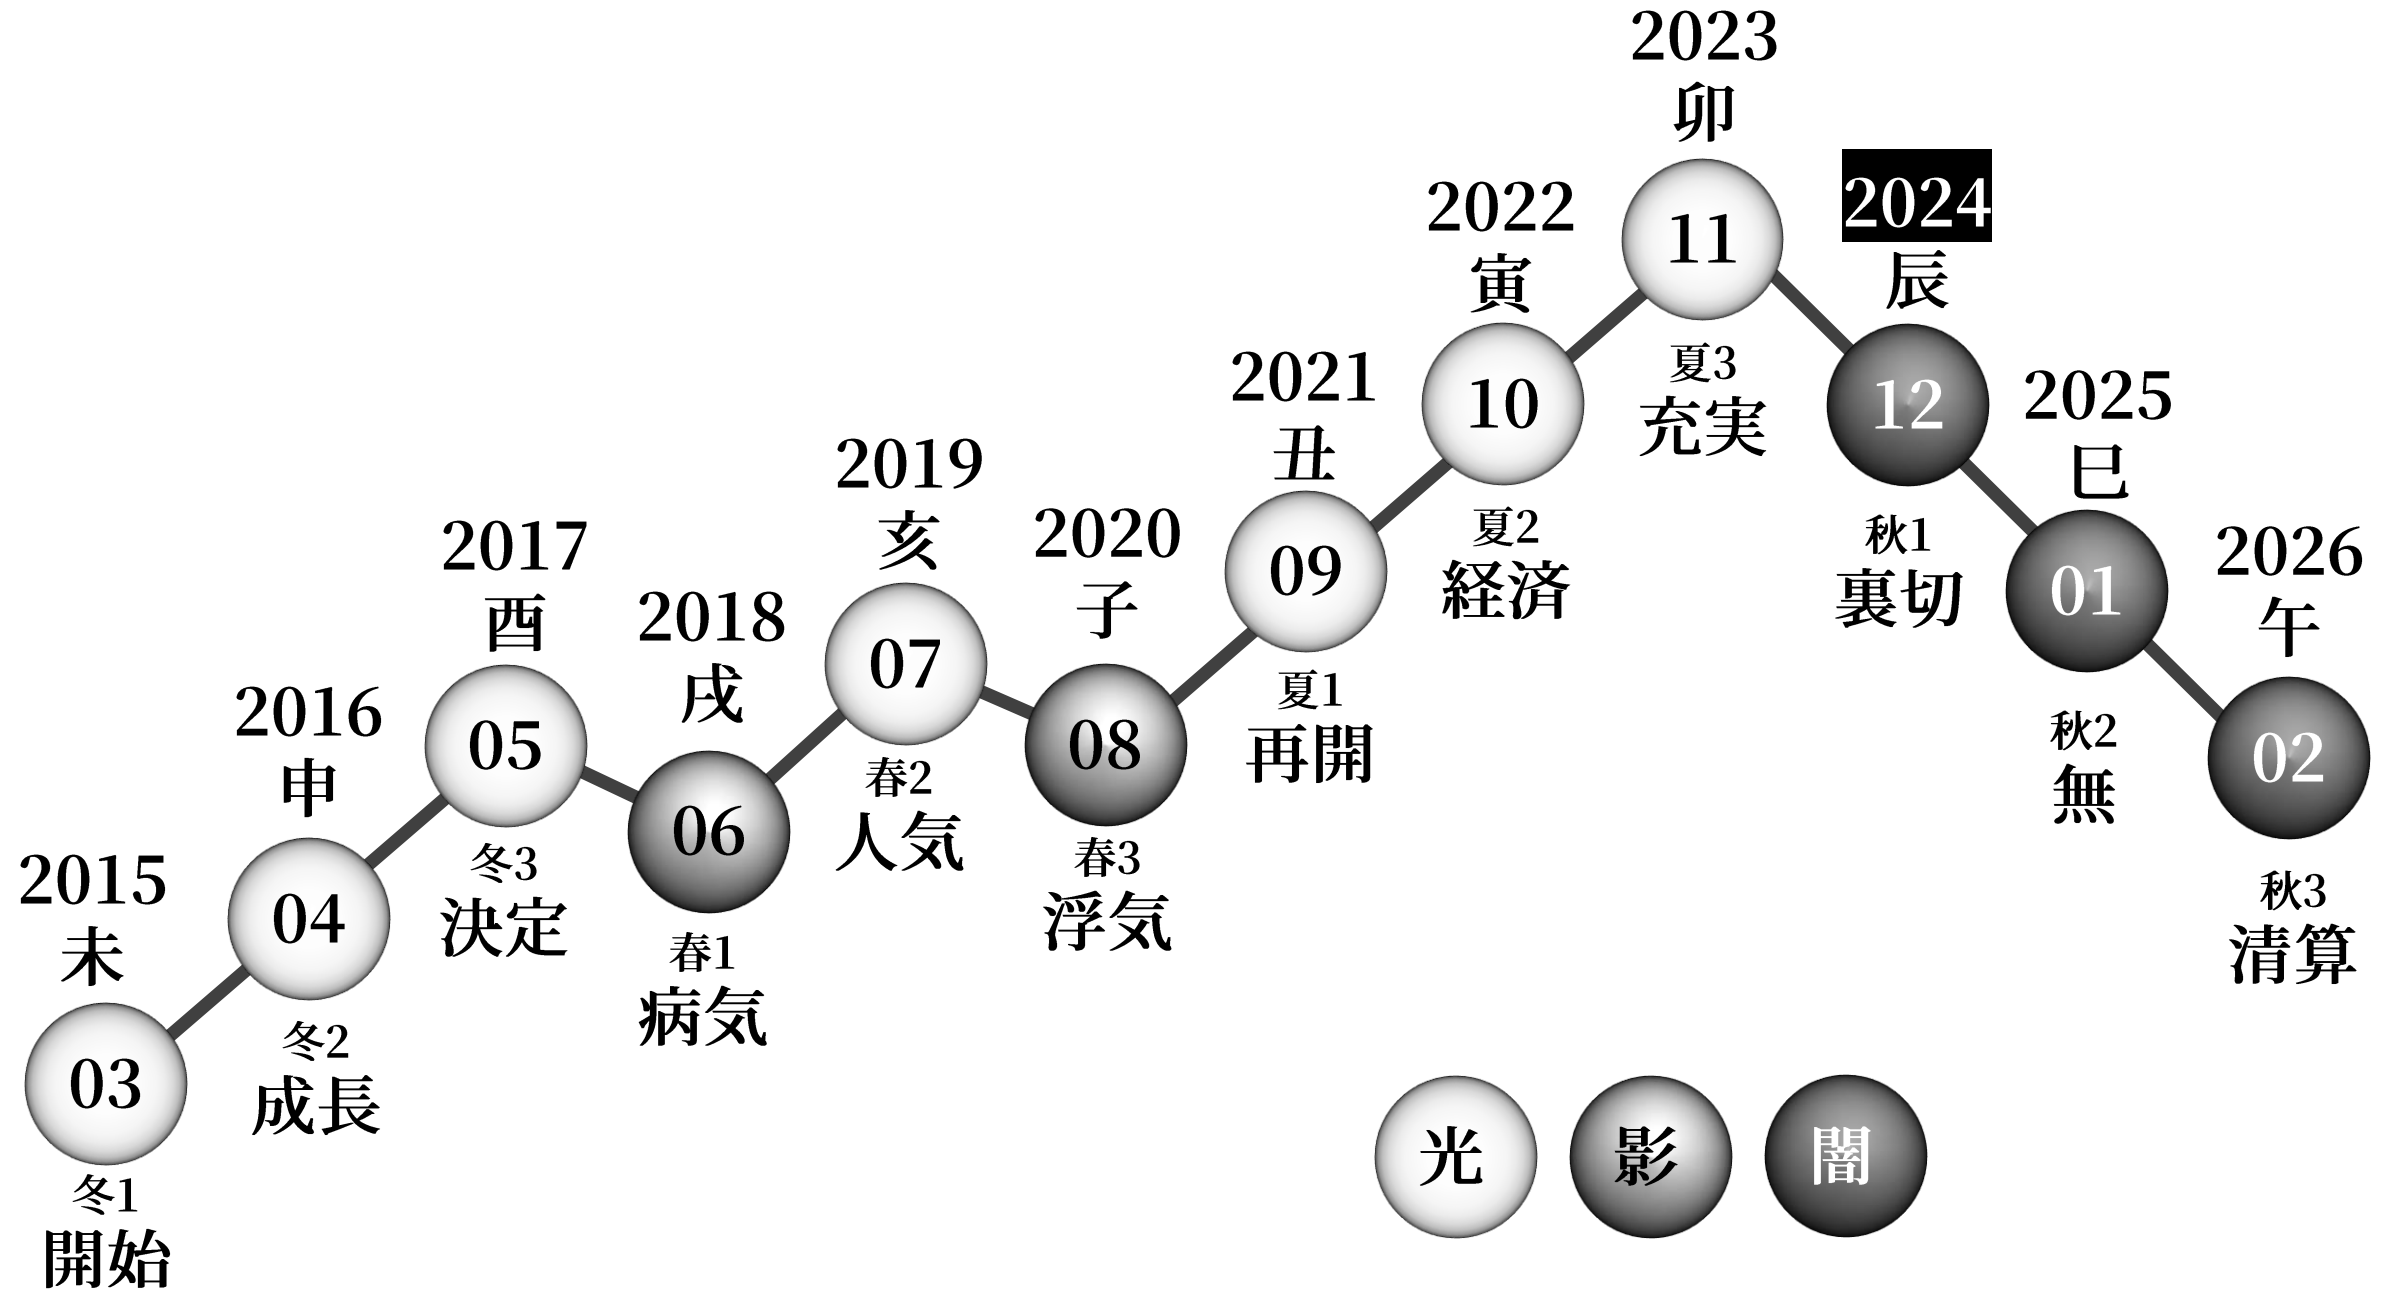 2015
未
03
冬1
開始
2016
申
04
冬2
成長
2017
酉
05
冬3
決定
2018
戌
06
春1
病気
2019
亥
07
春2
人気
2020
子
08
春3
浮気
2021
丑
09
夏1
再開
2022
寅
10
夏2
経済
2023
卯
11
夏3
充実
2024
辰
12
秋1
裏切
2025
巳
01
秋2
無
2026
午
02
秋3
清算
光
影
闇